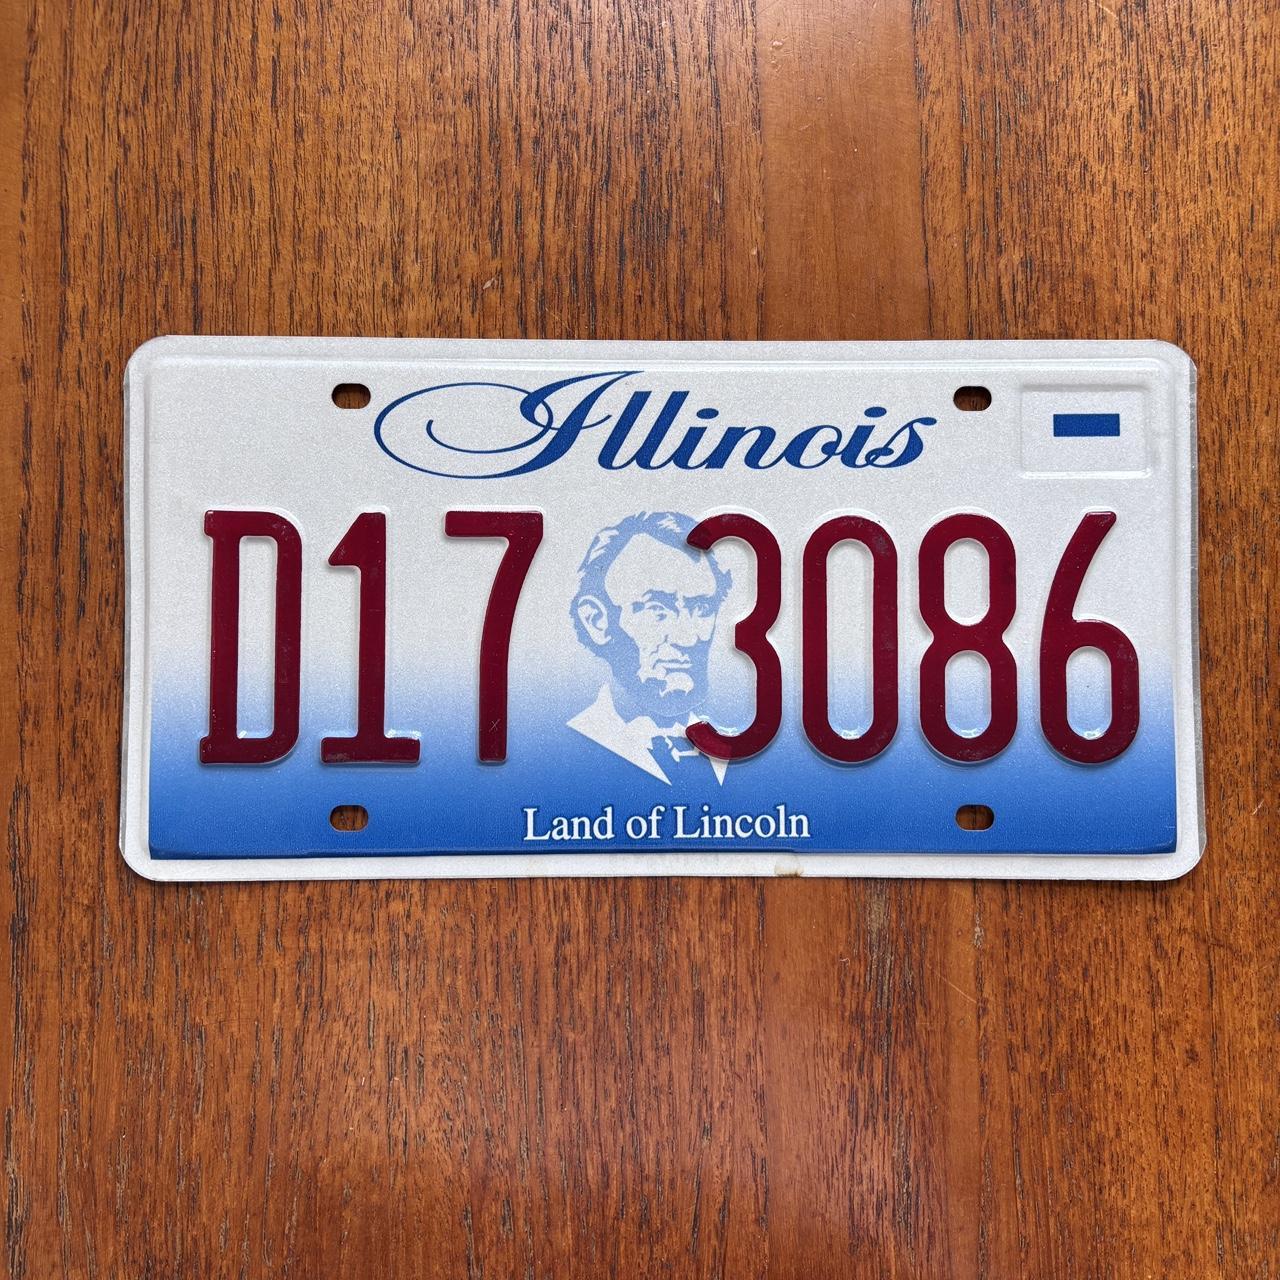 Illinois
D17 3086
Land of Lincoln